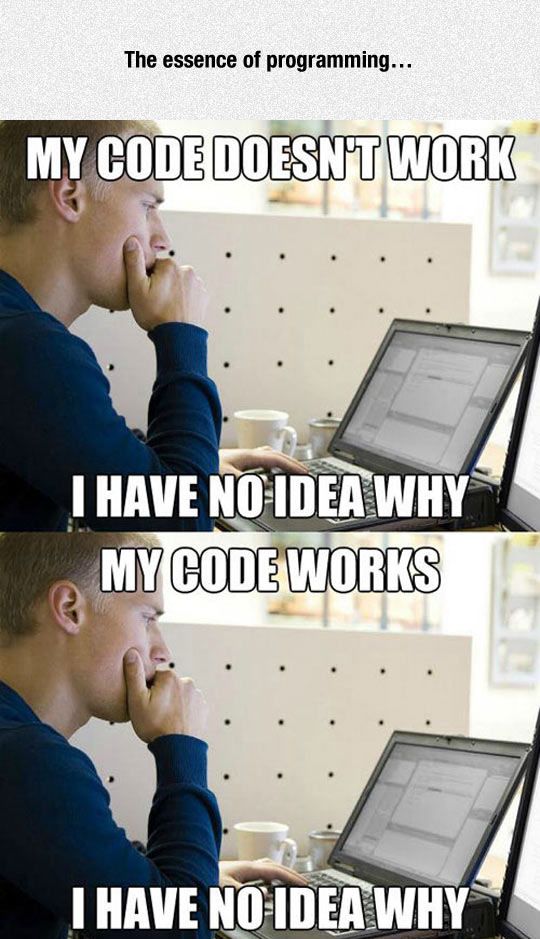 The essence of programming...
MY CODE DOESN'T WORK
I HAVE NO IDEA WHY
MY CODE WORKS
I HAVE NO IDEA WHY